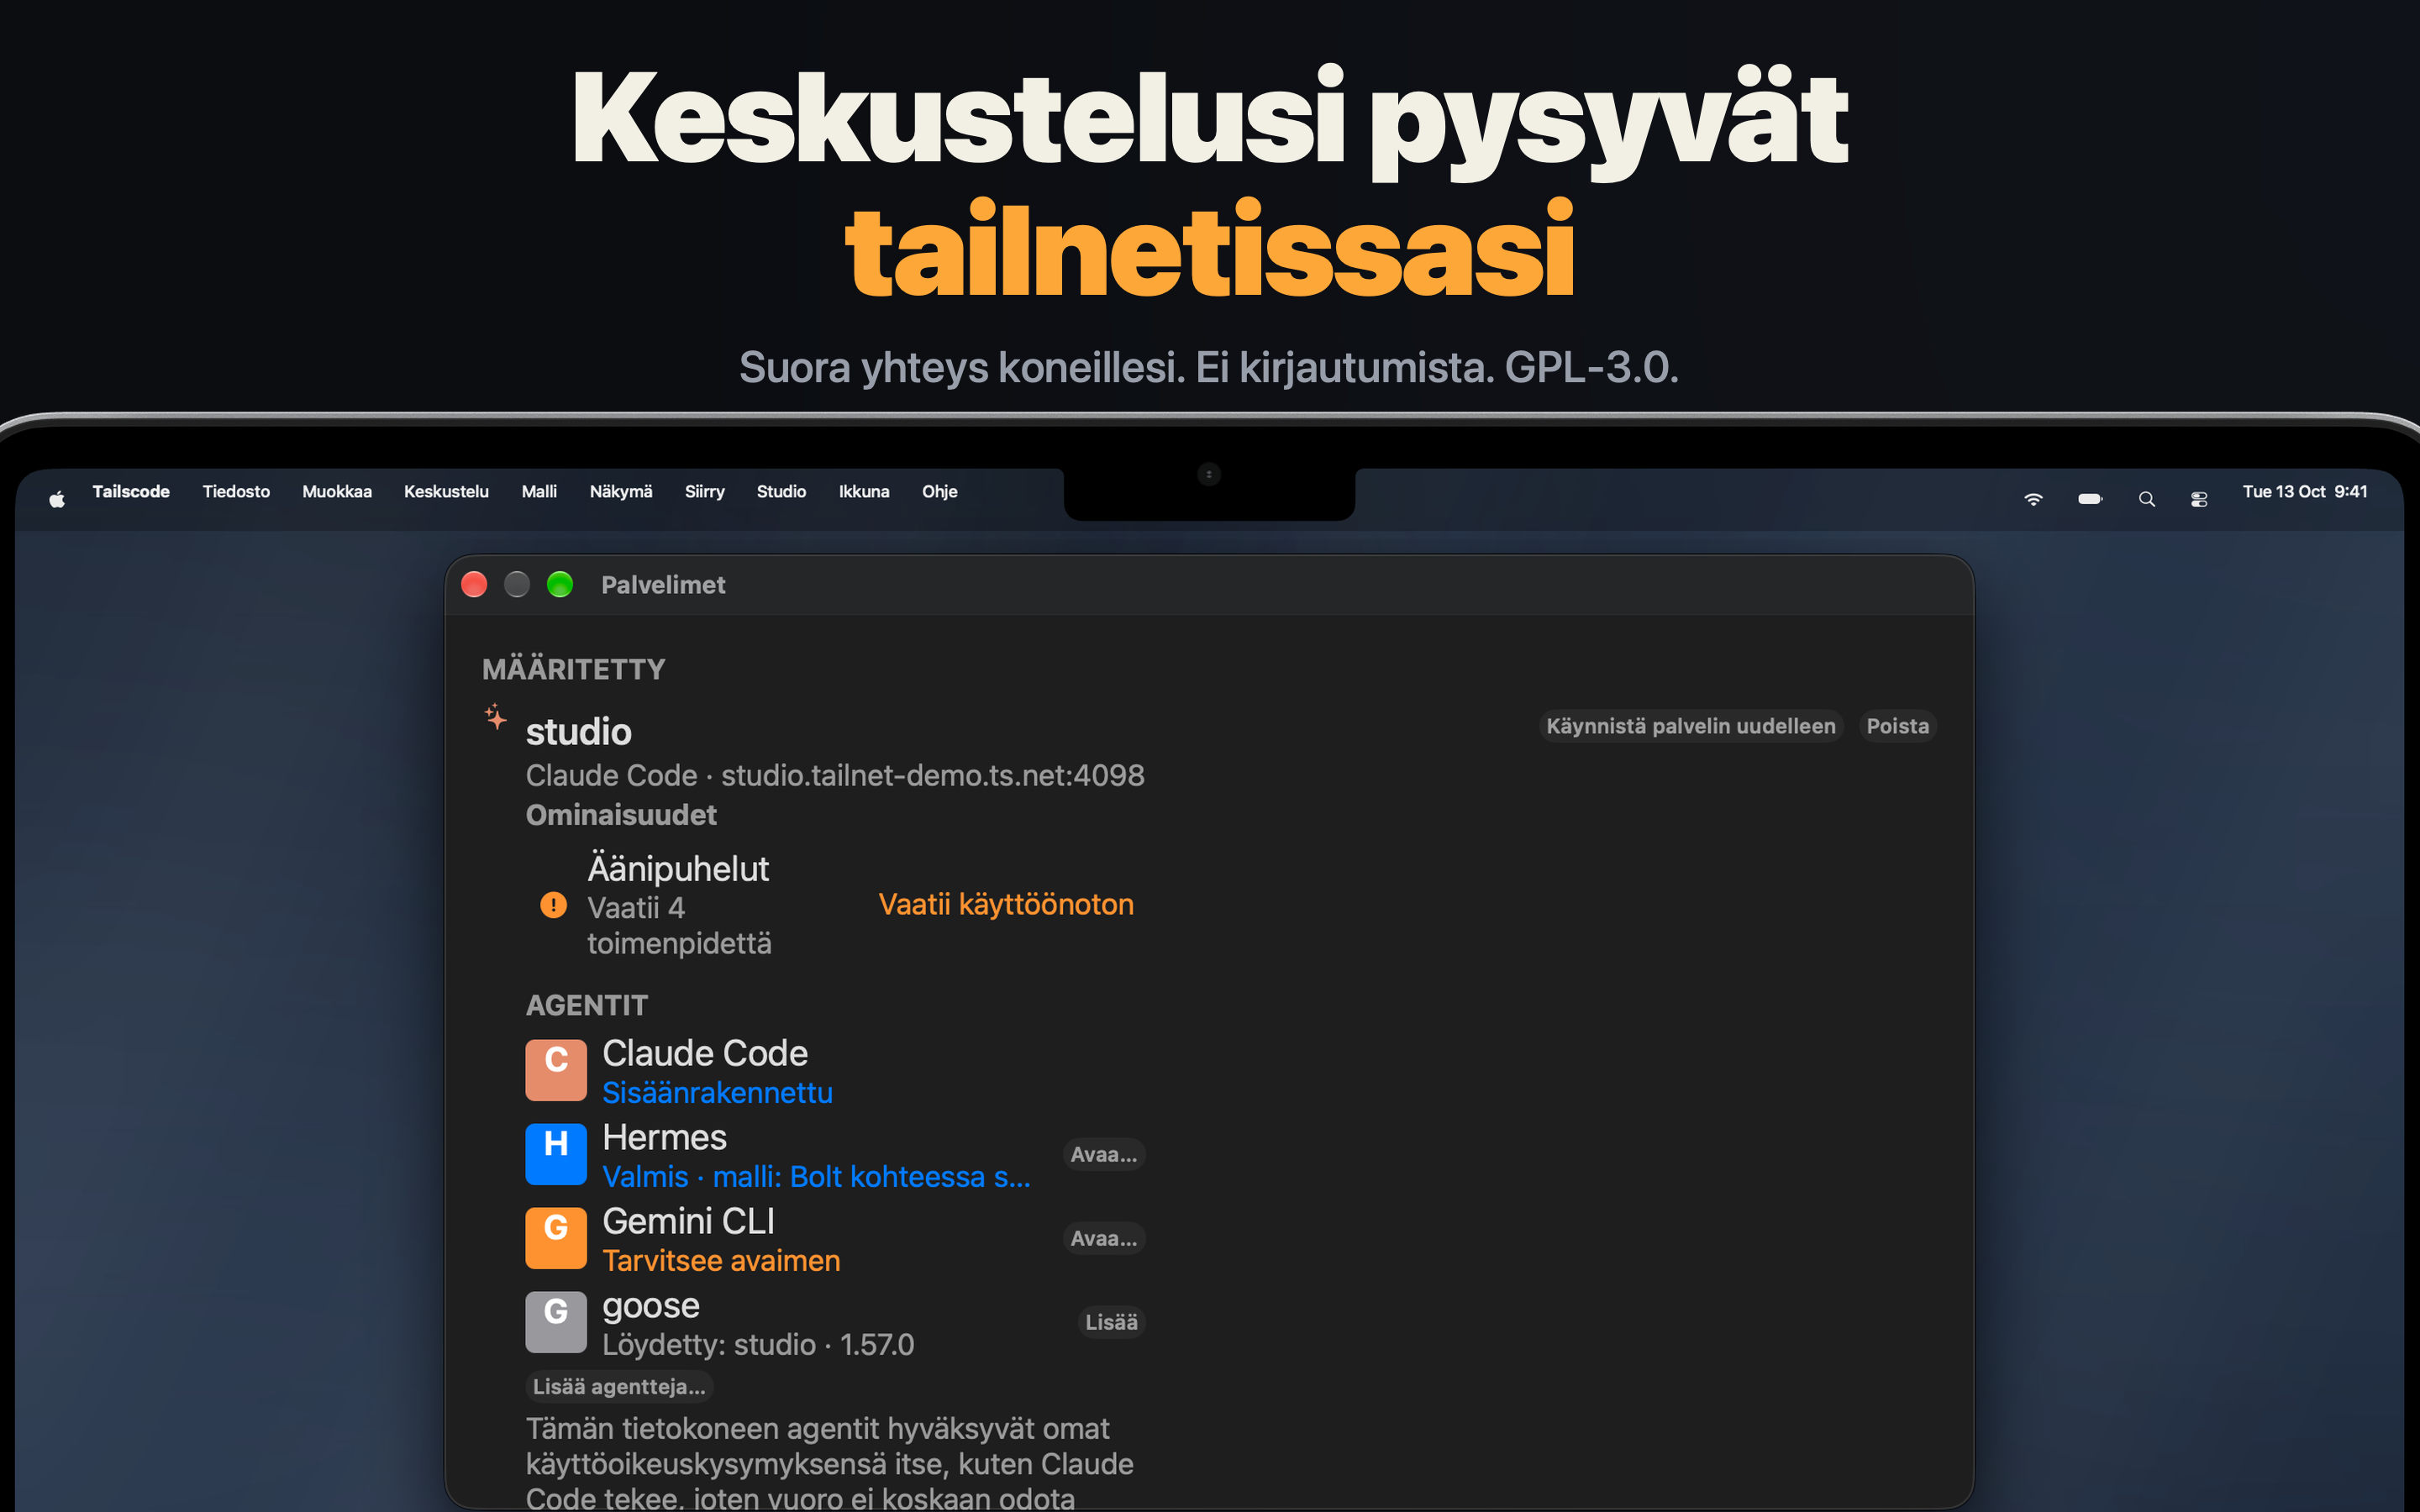 Keskustelusi pysyvät
tailnetissasi
Suora yhteys koneillesi. Ei kirjautumista. GPL-3.0.
Tailscode Tiedosto Muokkaa Keskustelu Malli Näkymä Siirry Studio Ikkuna Ohje Tue 13 Oct 9:41
Palvelimet
MÄÄRITETTY
studio
Käynnistä palvelin uudelleen Poista
Claude Code · studio.tailnet-demo.ts.net:4098
Ominaisuudet
Äänipuhelut
Vaatii 4
toimenpidettä
Vaatii käyttöönoton
AGENTIT
C Claude Code
Sisäänrakennettu
H Hermes
Valmis · malli: Bolt kohteessa s...
Avaa...
G Gemini CLI
Tarvitsee avaimen
Avaa...
G goose
Löydetty: studio · 1.57.0
Lisää
Lisää agentteja...
Tämän tietokoneen agentit hyväksyvät omat
käyttöoikeuskysymyksensä itse, kuten Claude
Code tekee, joten vuoro ei koskaan odota